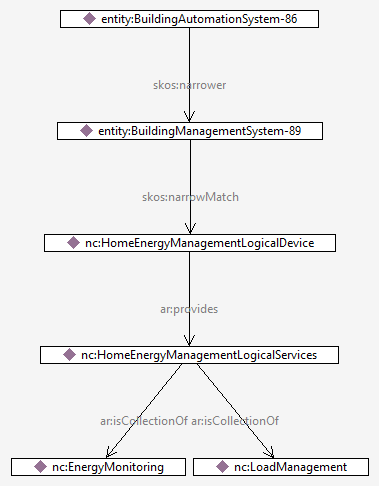 entity:BuildingAutomationSystem-86
skos:narrower
entity:BuildingManagementSystem-89
skos:narrowMatch
nc:HomeEnergyManagementLogicalDevice
ar:provides
nc:HomeEnergyManagementLogicalServices
ar:isCollectionOf ar:isCollectionOf
nc:EnergyMonitoring nc:LoadManagement